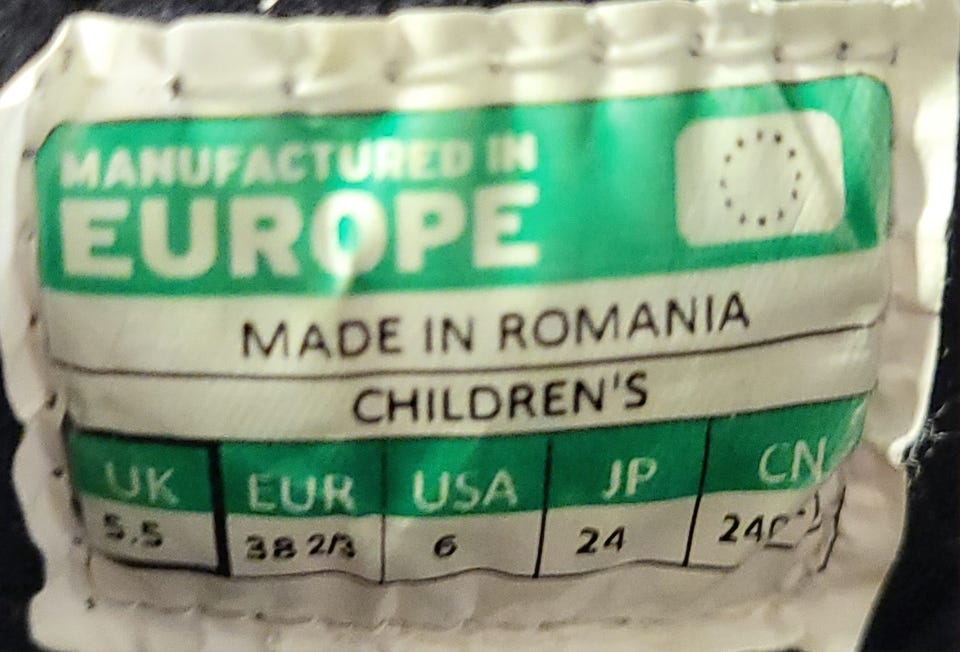 MANUFACTURED IN
EUROPE
MADE IN ROMANIA
CHILDREN'S
UK EUR USA JP CN
5.5 38 2/3 6 24